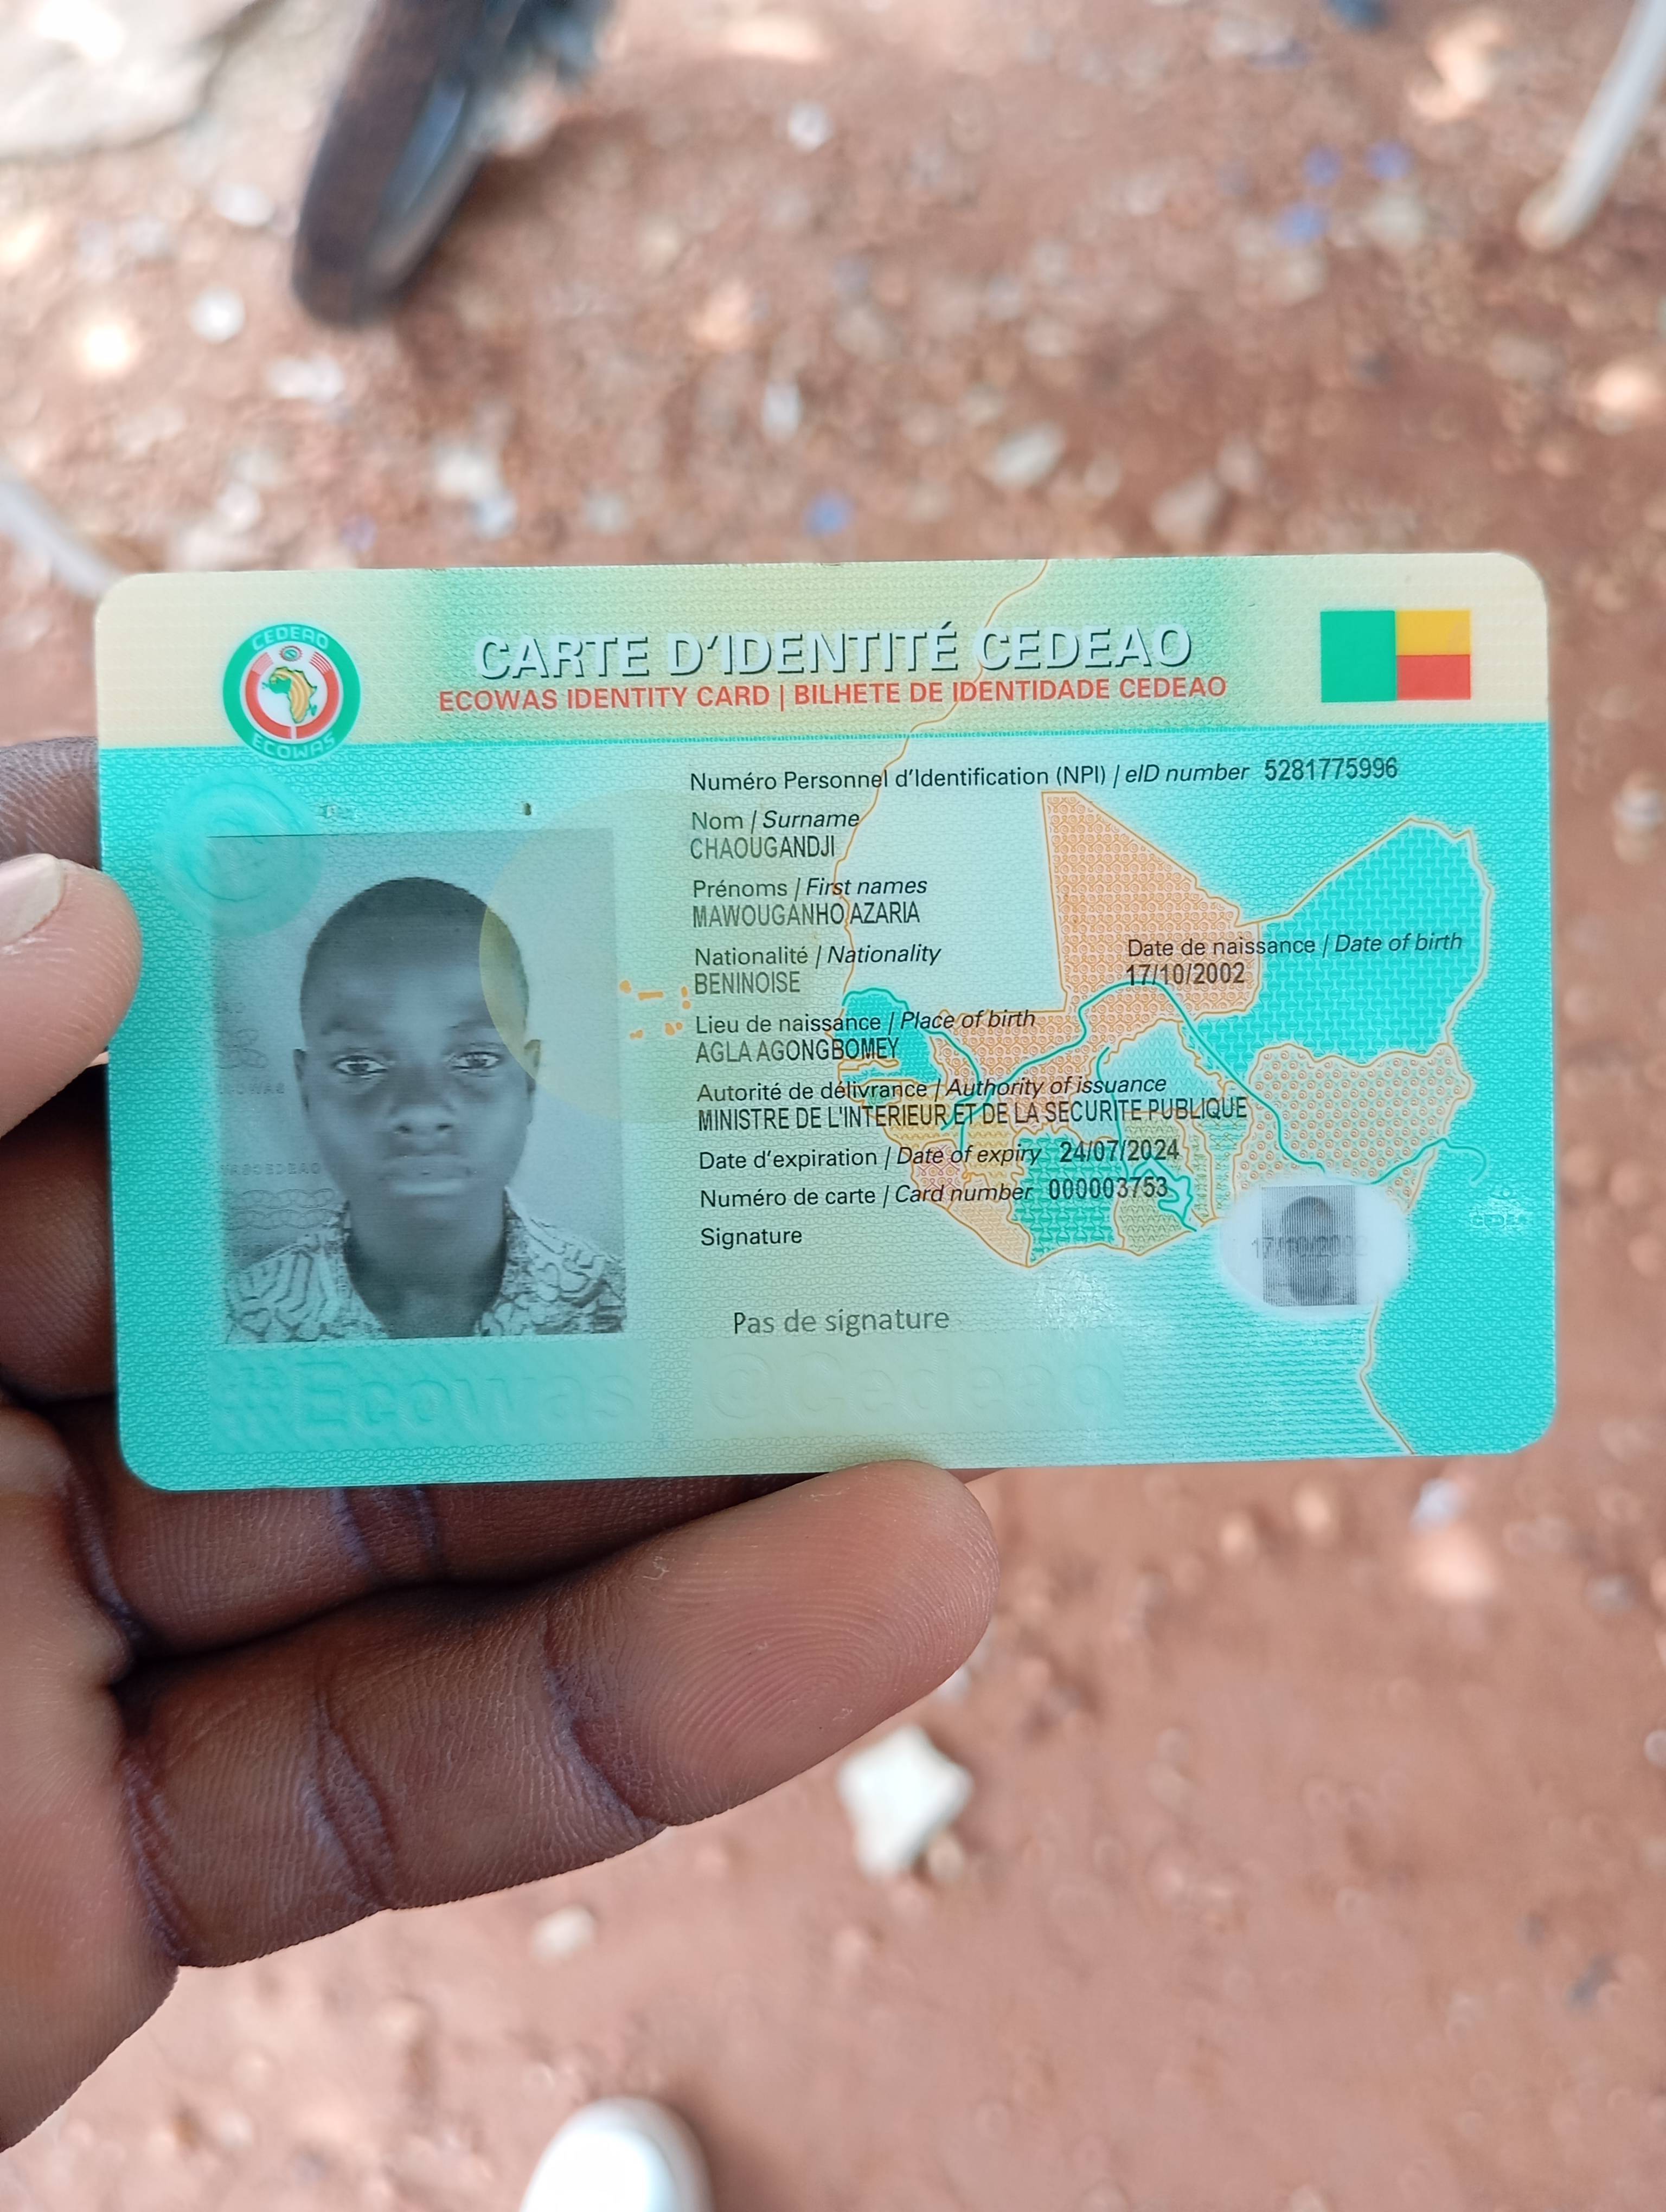 CEDEAO
ECOWAS
CARTE D'IDENTITÉ CEDEAO
ECOWAS IDENTITY CARD | BILHETE DE IDENTIDADE CEDEAO
Numéro Personnel d'Identification (NPI) / eID number 5281775996
Nom / Surname
CHAOUGANDJI
Prénoms / First names
MAWOUGANHO AZARIA
Nationalité / Nationality
BENINOISE
Date de naissance / Date of birth
17/10/2002
Lieu de naissance / Place of birth
AGLA AGONGBOMEY
Autorité de délivrance / Authority of issuance
MINISTRE DE L'INTERIEUR ET DE LA SECURITE PUBLIQUE
Date d'expiration / Date of expiry 24/07/2024
Numéro de carte / Card number 000003753
Signature
17/10/2002
Pas de signature
#Ecowas @Cedeao